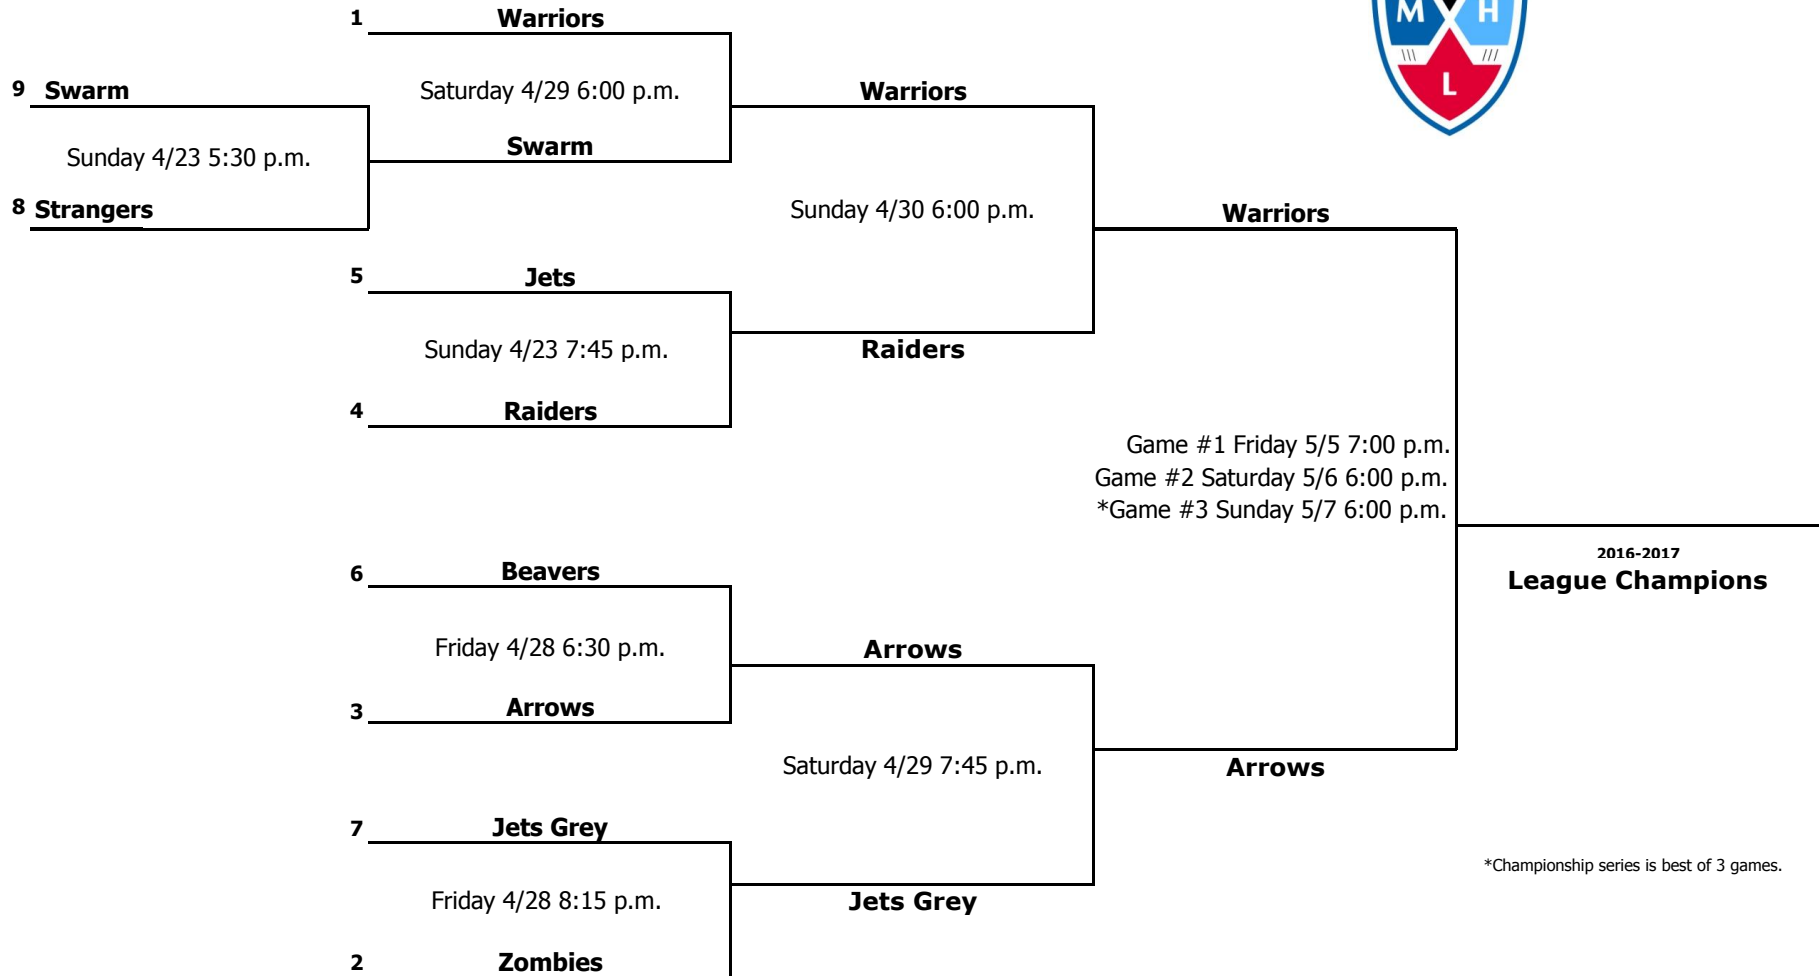 M H
L
1 Warriors
9 Swarm
Saturday 4/29 6:00 p.m.
Warriors
Sunday 4/23 5:30 p.m.
Swarm
8 Strangers
Sunday 4/30 6:00 p.m.
Warriors
5 Jets
Sunday 4/23 7:45 p.m.
Raiders
4 Raiders
Game #1 Friday 5/5 7:00 p.m.
Game #2 Saturday 5/6 6:00 p.m.
*Game #3 Sunday 5/7 6:00 p.m.
2016-2017
League Champions
6 Beavers
Friday 4/28 6:30 p.m.
Arrows
3 Arrows
Saturday 4/29 7:45 p.m.
Arrows
7 Jets Grey
*Championship series is best of 3 games.
Friday 4/28 8:15 p.m.
Jets Grey
2 Zombies